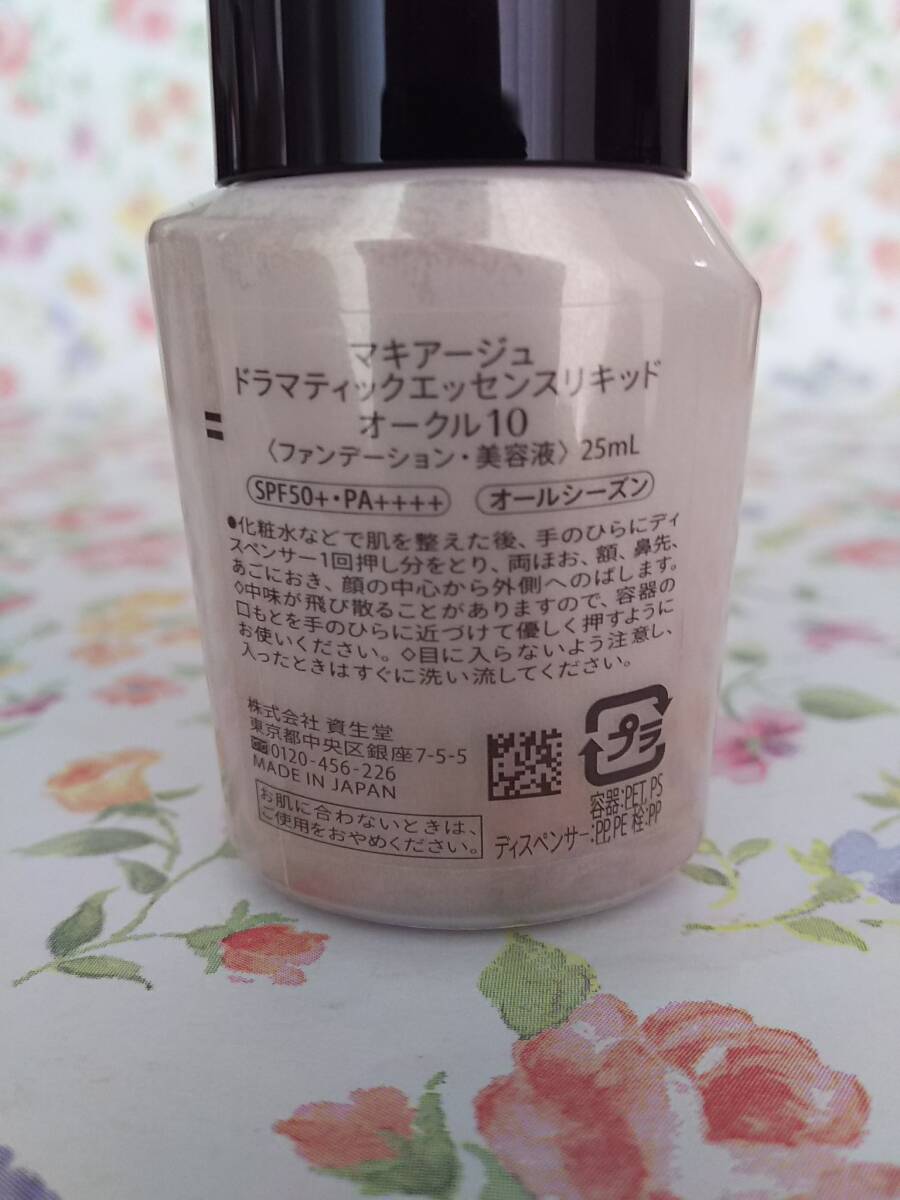 マキアージュ
ドラマティックエッセンスリキッド
オークル10
〈ファンデーション・美容液〉25mL
SPF50+・PA++++ オールシーズン
●化粧水などで肌を整えた後、手のひらにディ
スペンサー1回押し分をとり、両ほお、額、鼻先、
あごにおき、顔の中心から外側へのばします。
◇中味が飛び散ることがありますので、容器の
口もとを手のひらに近づけて優しく押すように
お使いください。◇目に入らないよう注意し、
入ったときはすぐに洗い流してください。
株式会社 資生堂
東京都中央区銀座7-5-5
0120-456-226
MADE IN JAPAN
お肌に合わないときは、
ご使用をおやめください。
プラ
容器:PET,PS
ディスペンサー:PP,PE 栓:PP